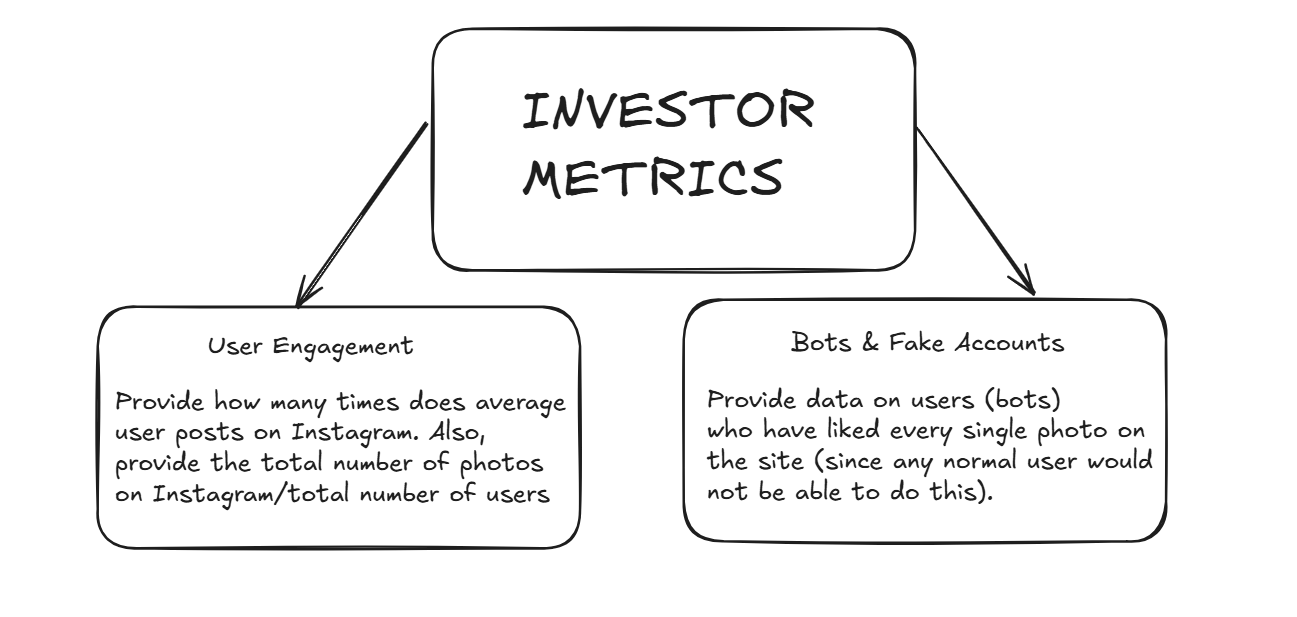 INVESTOR
METRICS
User Engagement
Provide how many times does average
user posts on Instagram. Also,
provide the total number of photos
on Instagram/total number of users
Bots & Fake Accounts
Provide data on users (bots)
who have liked every single photo on
the site (since any normal user would
not be able to do this).